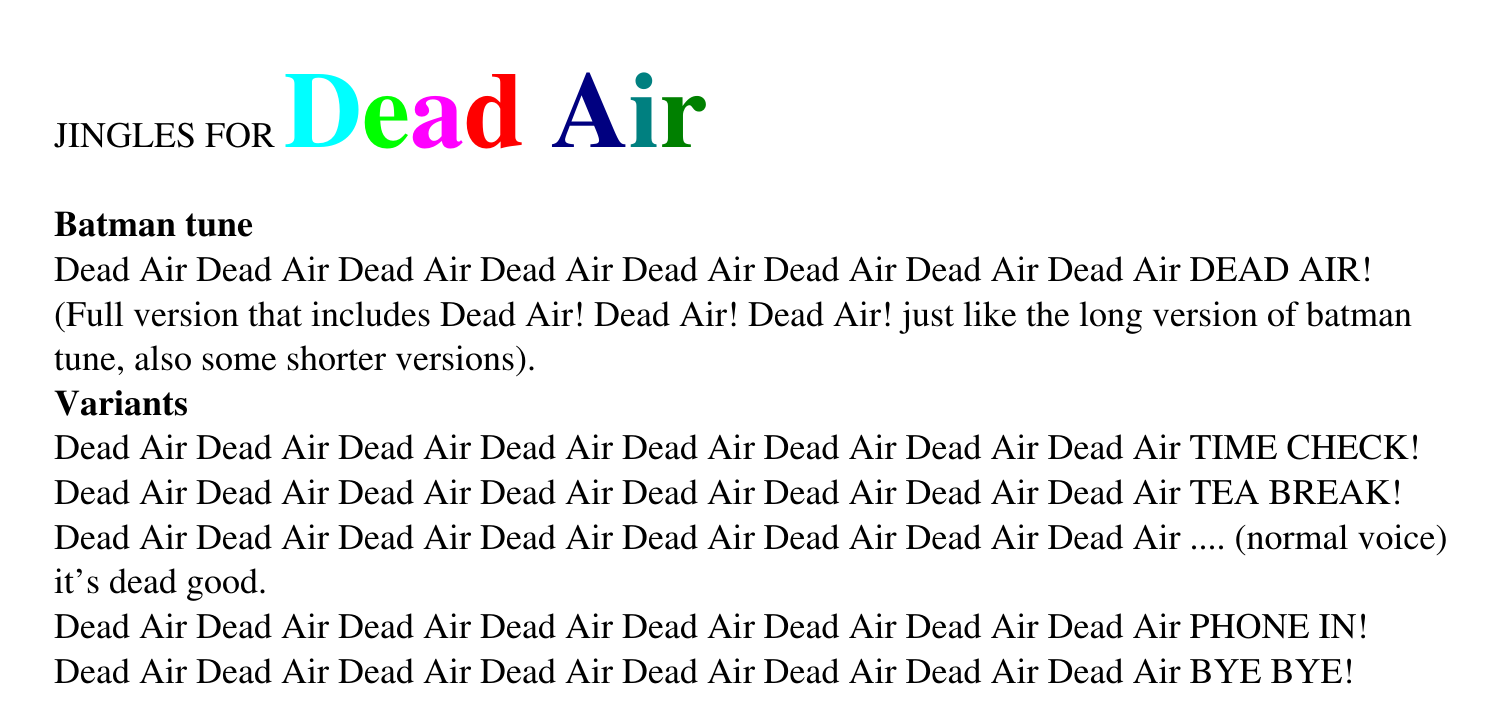 JINGLES FOR Dead Air
Batman tune
Dead Air Dead Air Dead Air Dead Air Dead Air Dead Air Dead Air Dead Air DEAD AIR!
(Full version that includes Dead Air! Dead Air! Dead Air! just like the long version of batman
tune, also some shorter versions).
Variants
Dead Air Dead Air Dead Air Dead Air Dead Air Dead Air Dead Air Dead Air TIME CHECK!
Dead Air Dead Air Dead Air Dead Air Dead Air Dead Air Dead Air Dead Air TEA BREAK!
Dead Air Dead Air Dead Air Dead Air Dead Air Dead Air Dead Air Dead Air .... (normal voice)
it's dead good.
Dead Air Dead Air Dead Air Dead Air Dead Air Dead Air Dead Air Dead Air PHONE IN!
Dead Air Dead Air Dead Air Dead Air Dead Air Dead Air Dead Air Dead Air BYE BYE!